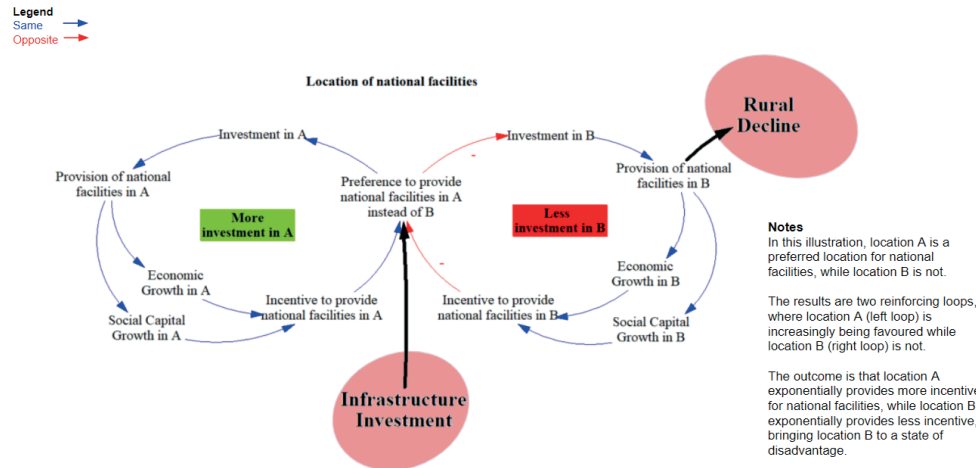 Legend
Same
Opposite
Location of national facilities
Rural
Decline
Investment in A
Investment in B
-
Provision of national
facilities in A
Preference to provide
national facilities in A
instead of B
Provision of national
facilities in B
More
investment in A
Less
investment in B
-
Economic
Growth in A
Incentive to provide
national facilities in A
Social Capital
Growth in A
Economic
Growth in B
Incentive to provide
national facilities in B
Social Capital
Growth in B
Infrastructure
Investment
Notes
In this illustration, location A is a
preferred location for national
facilities, while location B is not.
The results are two reinforcing loops,
where location A (left loop) is
increasingly being favoured while
location B (right loop) is not.
The outcome is that location A
exponentially provides more incentive
for national facilities, while location B
exponentially provides less incentive,
bringing location B to a state of
disadvantage.